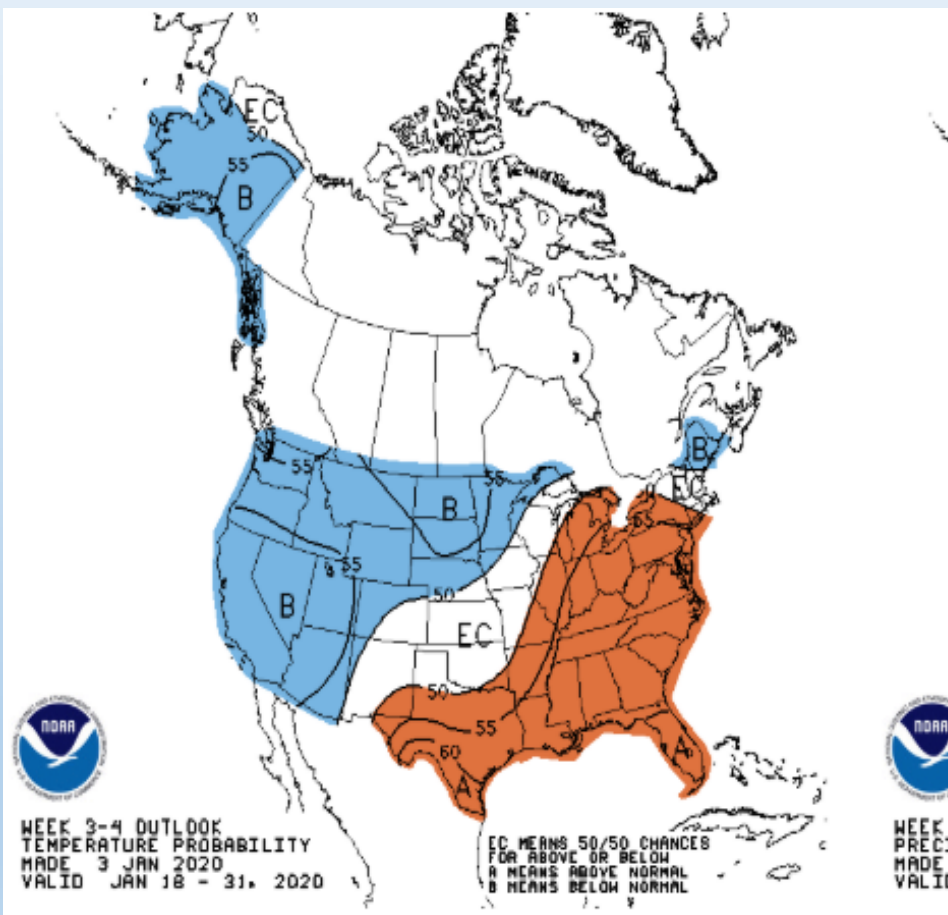 EC
50
55
B
B
EC
55
B
55
B
55
50
EC
65
50
55
60
A
A
NOAA
NOAA
WEEK 3-4 OUTLOOK
TEMPERATURE PROBABILITY
MADE 3 JAN 2020
VALID JAN 18 - 31, 2020
EC MEANS 50/50 CHANCES
FOR ABOVE OR BELOW
A MEANS ABOVE NORMAL
B MEANS BELOW NORMAL
WEEK
PRECI
MADE
VALID